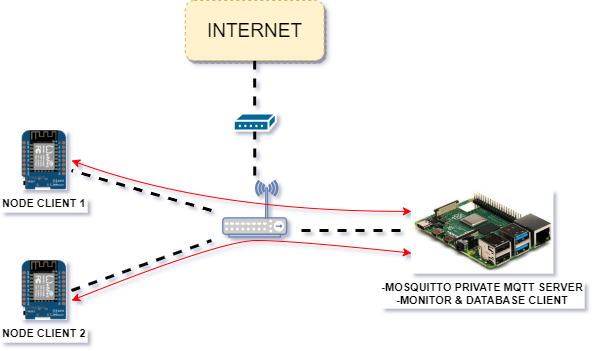 INTERNET
NODE CLIENT 1
-MOSQUITTO PRIVATE MQTT SERVER
-MONITOR & DATABASE CLIENT
NODE CLIENT 2